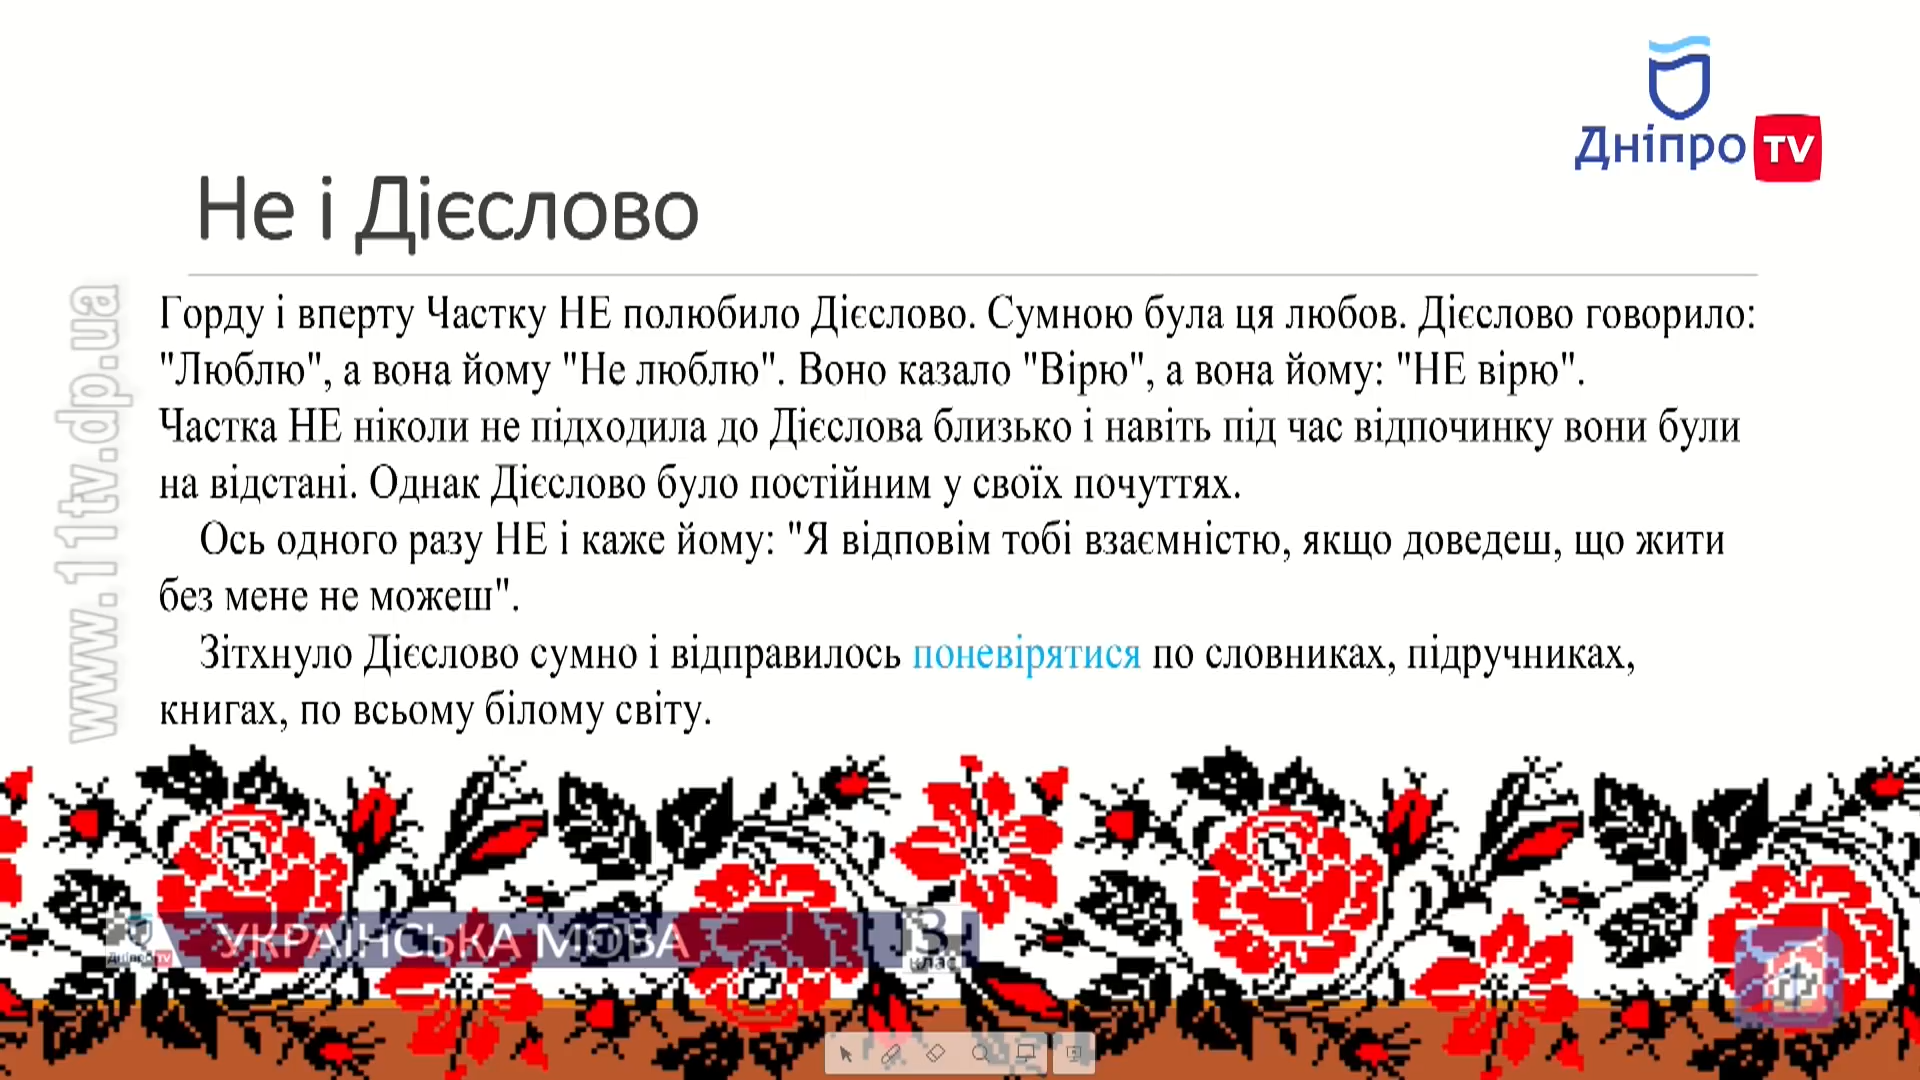 Дніпро TV
Не і Дієслово
www.11tv.dp.ua
Горду і вперту Частку НЕ полюбило Дієслово. Сумною була ця любов. Дієслово говорило:
"Люблю", а вона йому "Не люблю". Воно казало "Вірю", а вона йому: "НЕ вірю".
Частка НЕ ніколи не підходила до Дієслова близько і навіть під час відпочинку вони були
на відстані. Однак Дієслово було постійним у своїх почуттях.
Ось одного разу НЕ і каже йому: "Я відповім тобі взаємністю, якщо доведеш, що жити
без мене не можеш".
Зітхнуло Дієслово сумно і відправилось поневірятися по словниках, підручниках,
книгах, по всьому білому світу.
УКРАЇНСЬКА МОВА
3
клас
Дніпро TV